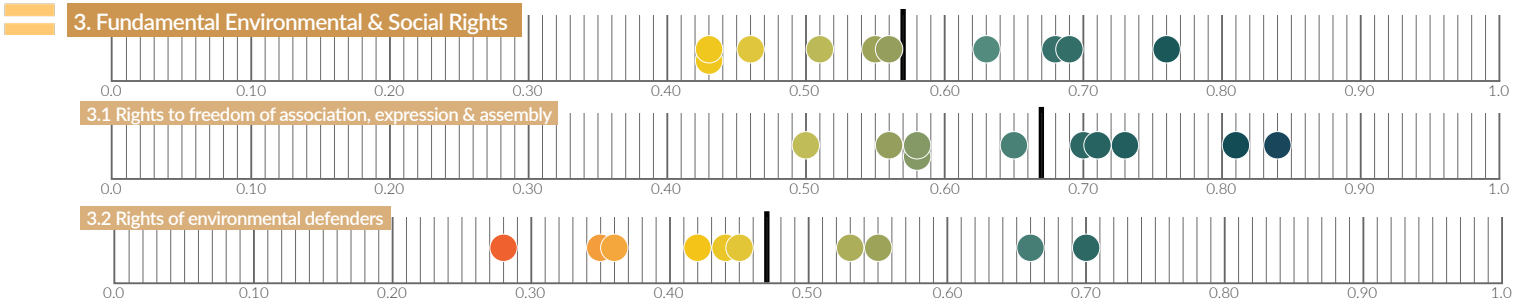 3. Fundamental Environmental & Social Rights
0.0 0.10 0.20 0.30 0.40 0.50 0.60 0.70 0.80 0.90 1.0
3.1 Rights to freedom of association, expression & assembly
0.0 0.10 0.20 0.30 0.40 0.50 0.60 0.70 0.80 0.90 1.0
3.2 Rights of environmental defenders
0.0 0.10 0.20 0.30 0.40 0.50 0.60 0.70 0.80 0.90 1.0